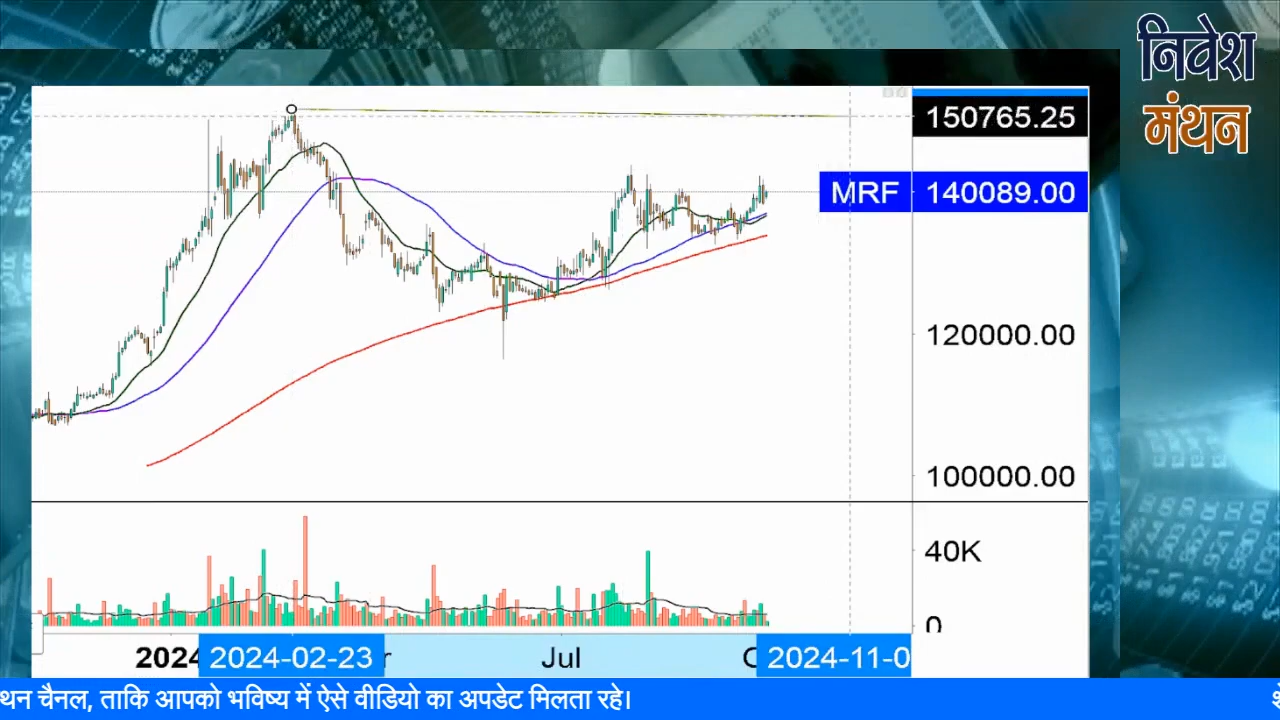 निवेश
मंथन
150765.25
MRF 140089.00
120000.00
100000.00
40K
0
2024 2024-02-23 Jul 2024-11-0
थन चैनल, ताकि आपको भविष्य में ऐसे वीडियो का अपडेट मिलता रहे।